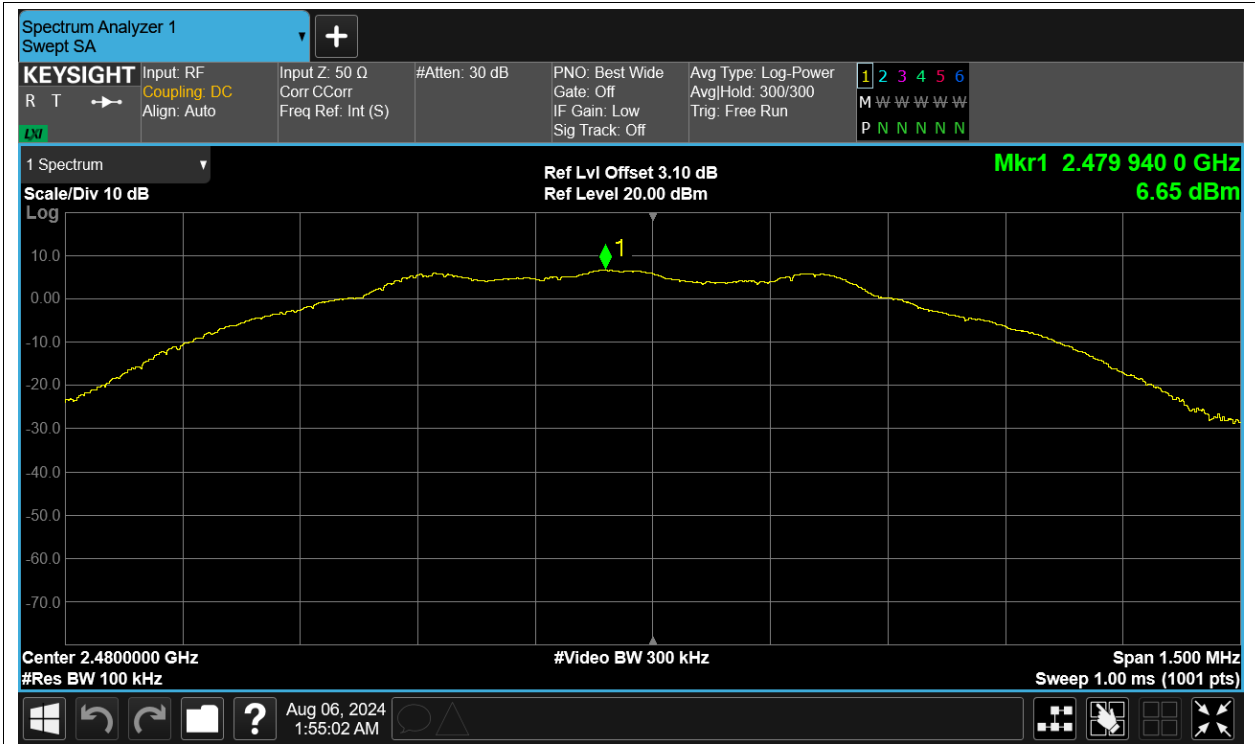 Spectrum Analyzer 1
Swept SA
+
KEYSIGHT
R T
LXI
Input: RF
Coupling: DC
Align: Auto
Input Z: 50 Ω
Corr CCorr
Freq Ref: Int (S)
#Atten: 30 dB
PNO: Best Wide
Gate: Off
IF Gain: Low
Sig Track: Off
Avg Type: Log-Power
Avg|Hold: 300/300
Trig: Free Run
1 2 3 4 5 6
M W W W W W
P N N N N N
1 Spectrum
Scale/Div 10 dB
Log
Ref Lvl Offset 3.10 dB
Ref Level 20.00 dBm
Mkr1 2.479 940 0 GHz
6.65 dBm
1
10.0
0.00
-10.0
-20.0
-30.0
-40.0
-50.0
-60.0
-70.0
Center 2.4800000 GHz
#Res BW 100 kHz
#Video BW 300 kHz
Span 1.500 MHz
Sweep 1.00 ms (1001 pts)
?
Aug 06, 2024
1:55:02 AM